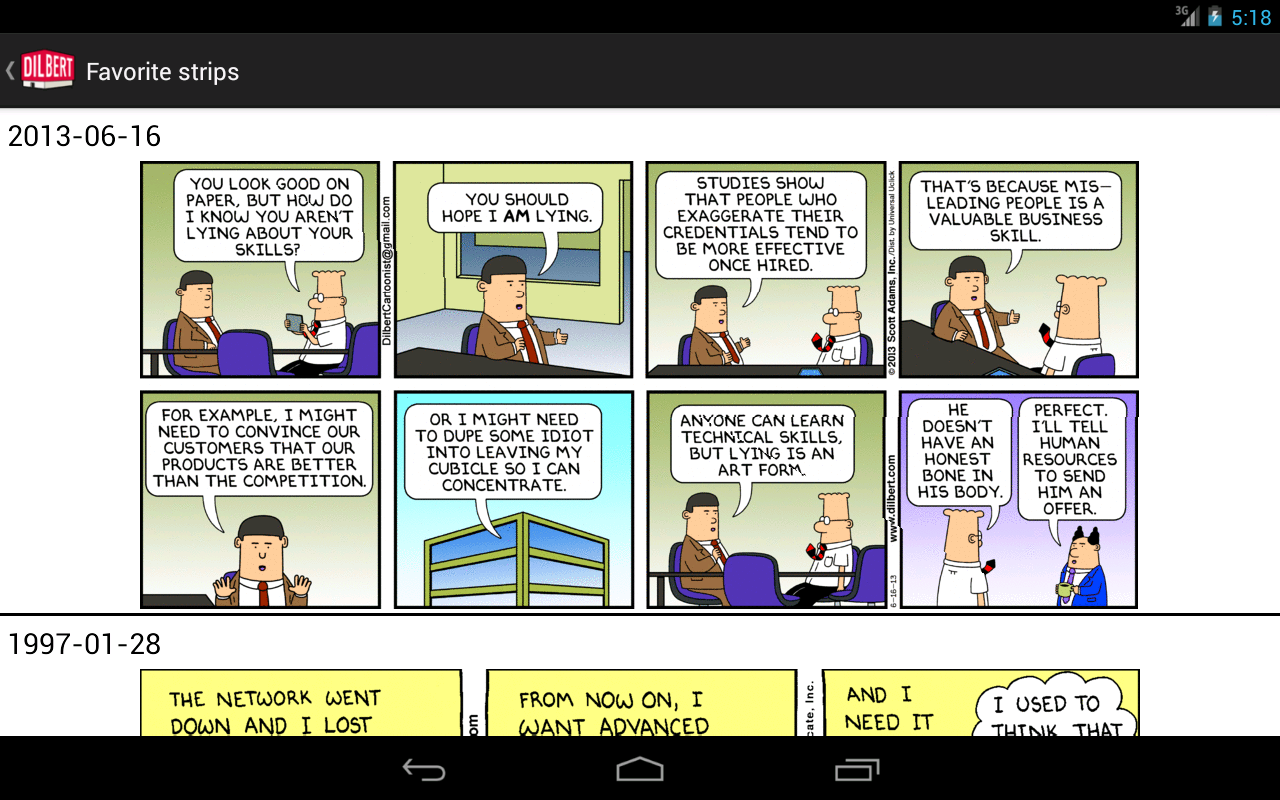 3G
5:18
DILBERT
Favorite strips
2013-06-16
YOU LOOK GOOD ON
PAPER, BUT HOW DO
I KNOW YOU AREN'T
LYING ABOUT YOUR
SKILLS?
DilbertCartoonist@gmail.com
YOU SHOULD
HOPE I AM LYING.
STUDIES SHOW
THAT PEOPLE WHO
EXAGGERATE THEIR
CREDENTIALS TEND TO
BE MORE EFFECTIVE
ONCE HIRED.
©2013 Scott Adams, Inc. /Dist. by Universal Uclick
THAT'S BECAUSE MIS-
LEADING PEOPLE IS A
VALUABLE BUSINESS
SKILL.
FOR EXAMPLE, I MIGHT
NEED TO CONVINCE OUR
CUSTOMERS THAT OUR
PRODUCTS ARE BETTER
THAN THE COMPETITION.
OR I MIGHT NEED
TO DUPE SOME IDIOT
INTO LEAVING MY
CUBICLE SO I CAN
CONCENTRATE.
ANYONE CAN LEARN
TECHNICAL SKILLS,
BUT LYING IS AN
ART FORM.
6-16-13 www.dilbert.com
HE
DOESN'T
HAVE AN
HONEST
BONE IN
HIS BODY.
PERFECT.
I'LL TELL
HUMAN
RESOURCES
TO SEND
HIM AN
OFFER.
1997-01-28
THE NETWORK WENT
DOWN AND I LOST
om
FROM NOW ON, I
WANT ADVANCED
cate, Inc.
AND I
NEED IT
I USED TO
THINK THAT